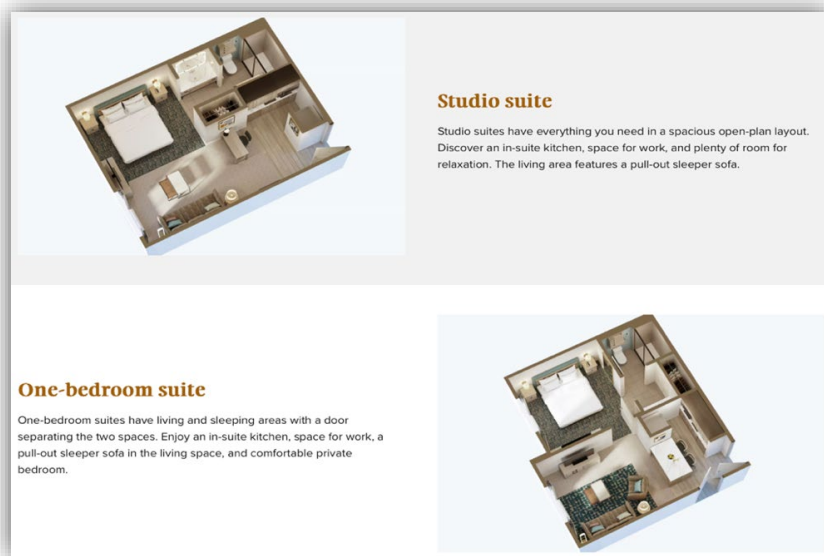 Studio suite
Studio suites have everything you need in a spacious open-plan layout.
Discover an in-suite kitchen, space for work, and plenty of room for
relaxation. The living area features a pull-out sleeper sofa.
One-bedroom suite
One-bedroom suites have living and sleeping areas with a door
separating the two spaces. Enjoy an in-suite kitchen, space for work, a
pull-out sleeper sofa in the living space, and comfortable private
bedroom.